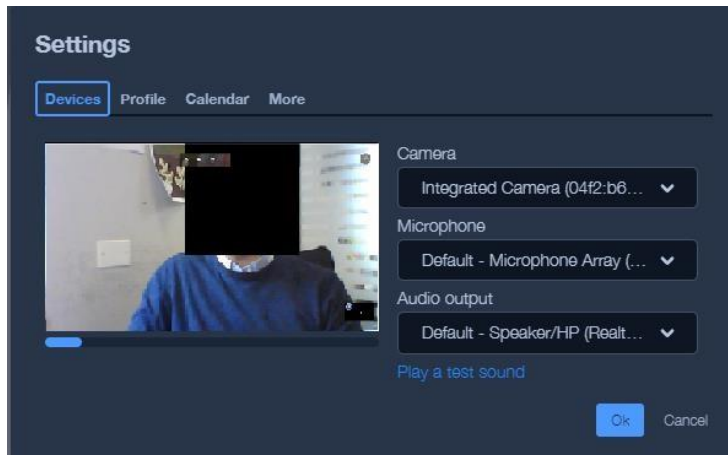 Settings
Devices Profile Calendar More
Camera
Integrated Camera (04f2:b6...
Microphone
Default - Microphone Array (...
Audio output
Default - Speaker/HP (Realt...
Play a test sound
Ok Cancel